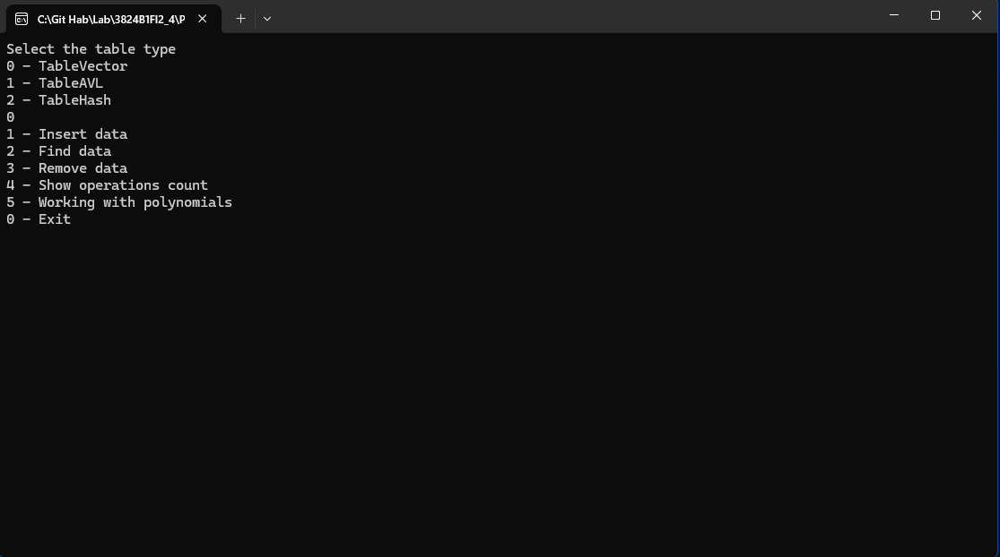 C:\Git Hab\Lab\3824B1FI2_4\P
Select the table type
0 - TableVector
1 - TableAVL
2 - TableHash
0
1 - Insert data
2 - Find data
3 - Remove data
4 - Show operations count
5 - Working with polynomials
0 - Exit